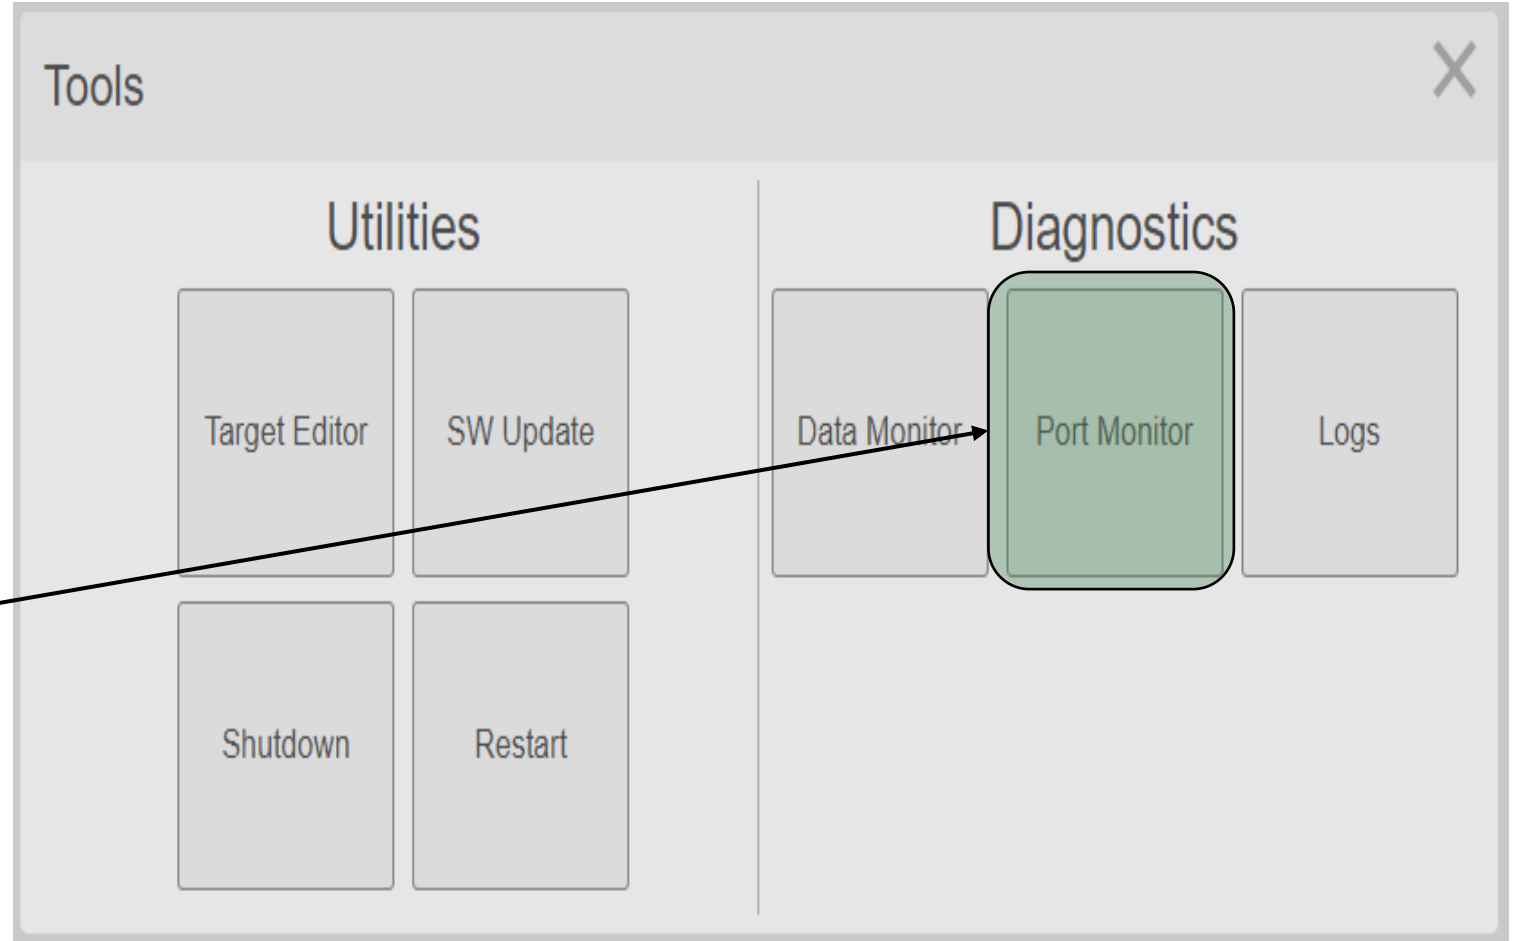 Tools
X
Utilities
Diagnostics
Target Editor
SW Update
Data Monitor
Port Monitor
Logs
Shutdown
Restart